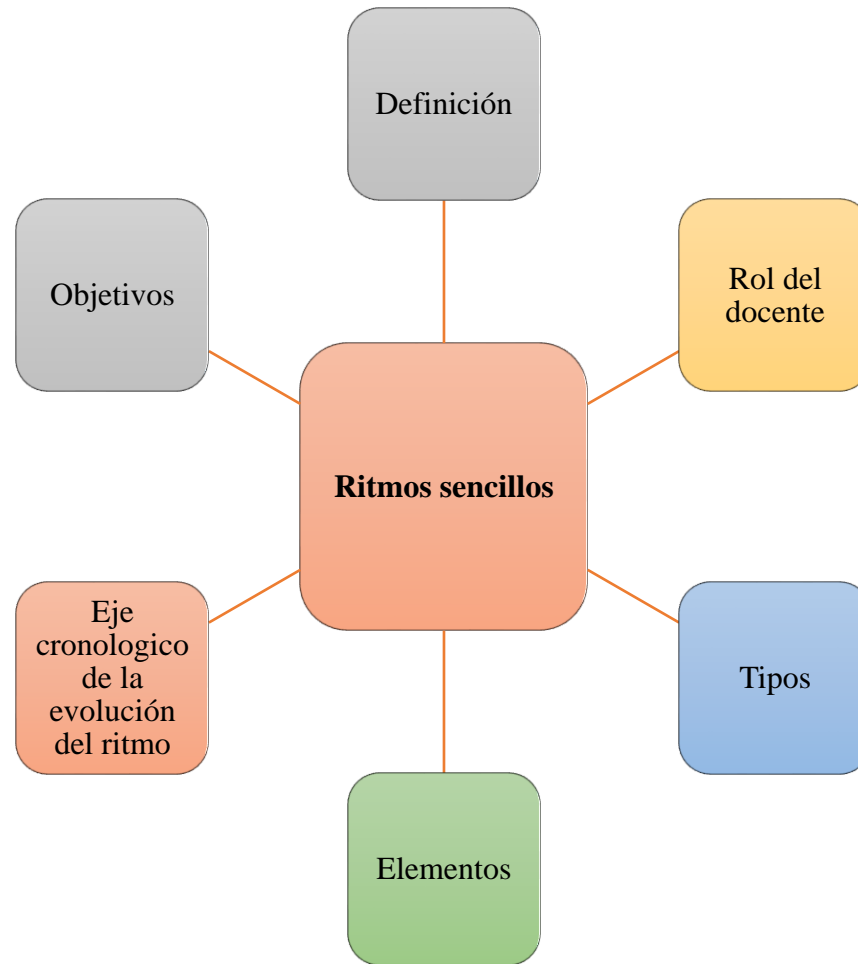 Definición
Objetivos
Rol del
docente
Ritmos sencillos
Eje
cronologico
de la
evolución
del ritmo
Tipos
Elementos